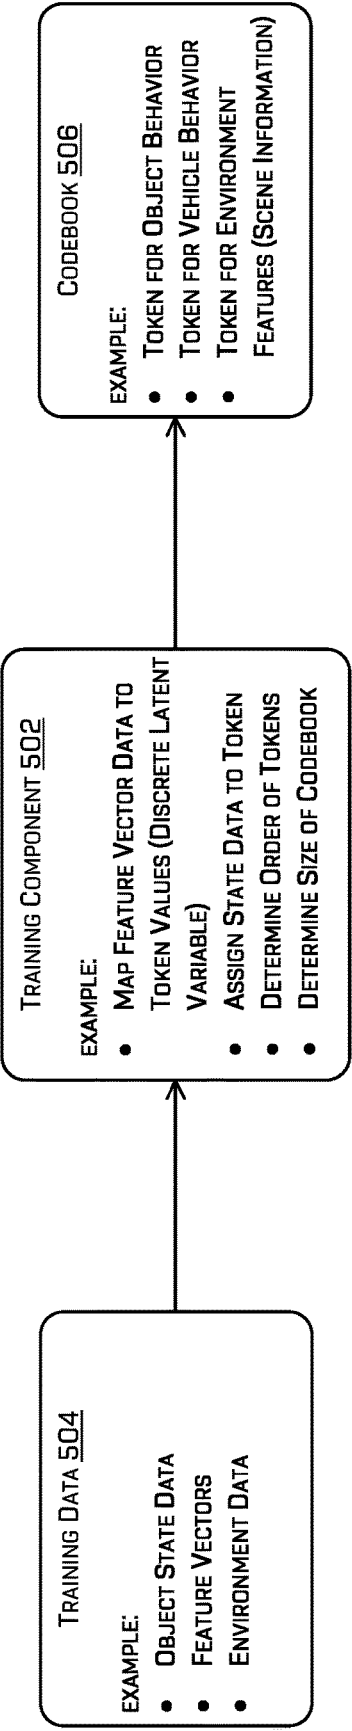 TRAINING DATA 504
EXAMPLE:
• OBJECT STATE DATA
• FEATURE VECTORS
• ENVIRONMENT DATA
TRAINING COMPONENT 502
EXAMPLE:
• MAP FEATURE VECTOR DATA TO
TOKEN VALUES (DISCRETE LATENT
VARIABLE)
• ASSIGN STATE DATA TO TOKEN
• DETERMINE ORDER OF TOKENS
• DETERMINE SIZE OF CODEBOOK
CODEBOOK 506
EXAMPLE:
• TOKEN FOR OBJECT BEHAVIOR
• TOKEN FOR VEHICLE BEHAVIOR
• TOKEN FOR ENVIRONMENT
FEATURES (SCENE INFORMATION)